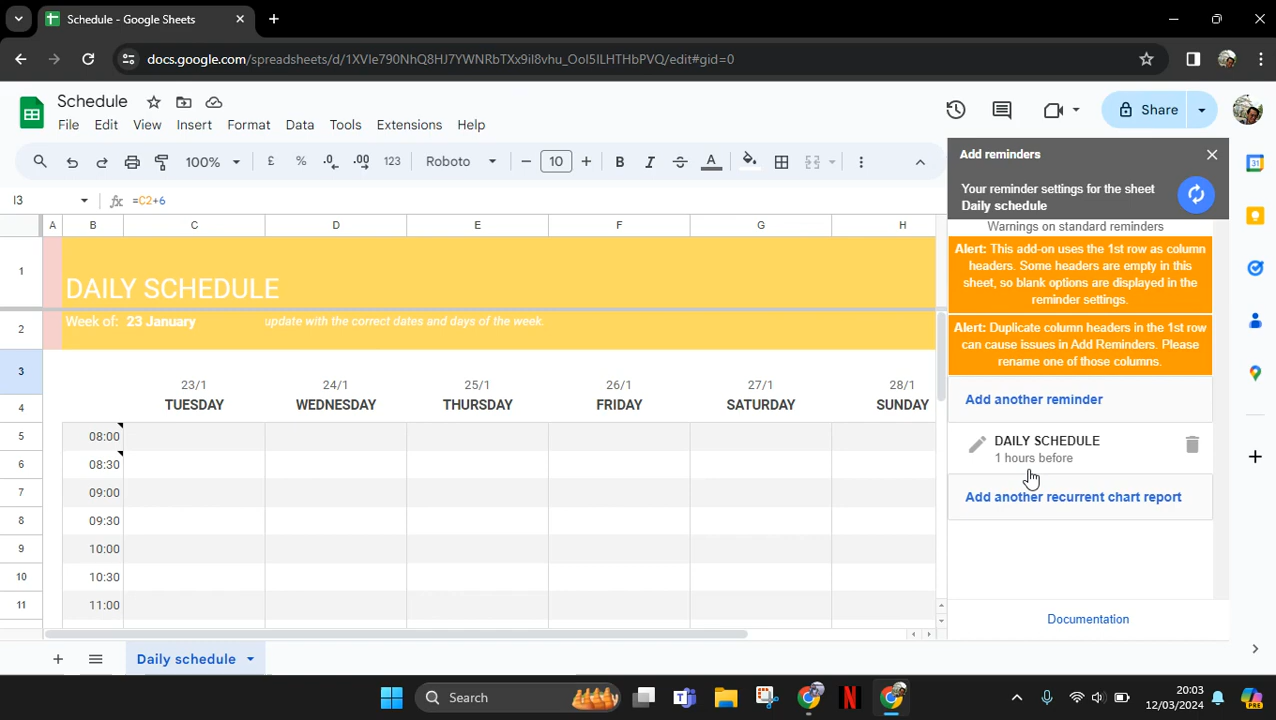 Schedule - Google Sheets
docs.google.com/spreadsheets/d/1XVle790NhQ8HJ7YWNRbTXx9il8vhu_OoI5ILHTHbPVQ/edit#gid=0
Schedule
File Edit View Insert Format Data Tools Extensions Help
Share
100% £ % .0 .00 123 Roboto 10 B I S A
I3 fx =C2+6
Add reminders
Your reminder settings for the sheet
Daily schedule
Warnings on standard reminders
Alert: This add-on uses the 1st row as column
headers. Some headers are empty in this
sheet, so blank options are displayed in the
reminder settings.
Alert: Duplicate column headers in the 1st row
can cause issues in Add Reminders. Please
rename one of those columns.
Add another reminder
DAILY SCHEDULE
1 hours before
Add another recurrent chart report
Documentation
A B C D E F G H
1 DAILY SCHEDULE
2 Week of: 23 January update with the correct dates and days of the week.
3 23/1 24/1 25/1 26/1 27/1 28/1
4 TUESDAY WEDNESDAY THURSDAY FRIDAY SATURDAY SUNDAY
5 08:00
6 08:30
7 09:00
8 09:30
9 10:00
10 10:30
11 11:00
Daily schedule
Search
20:03
12/03/2024